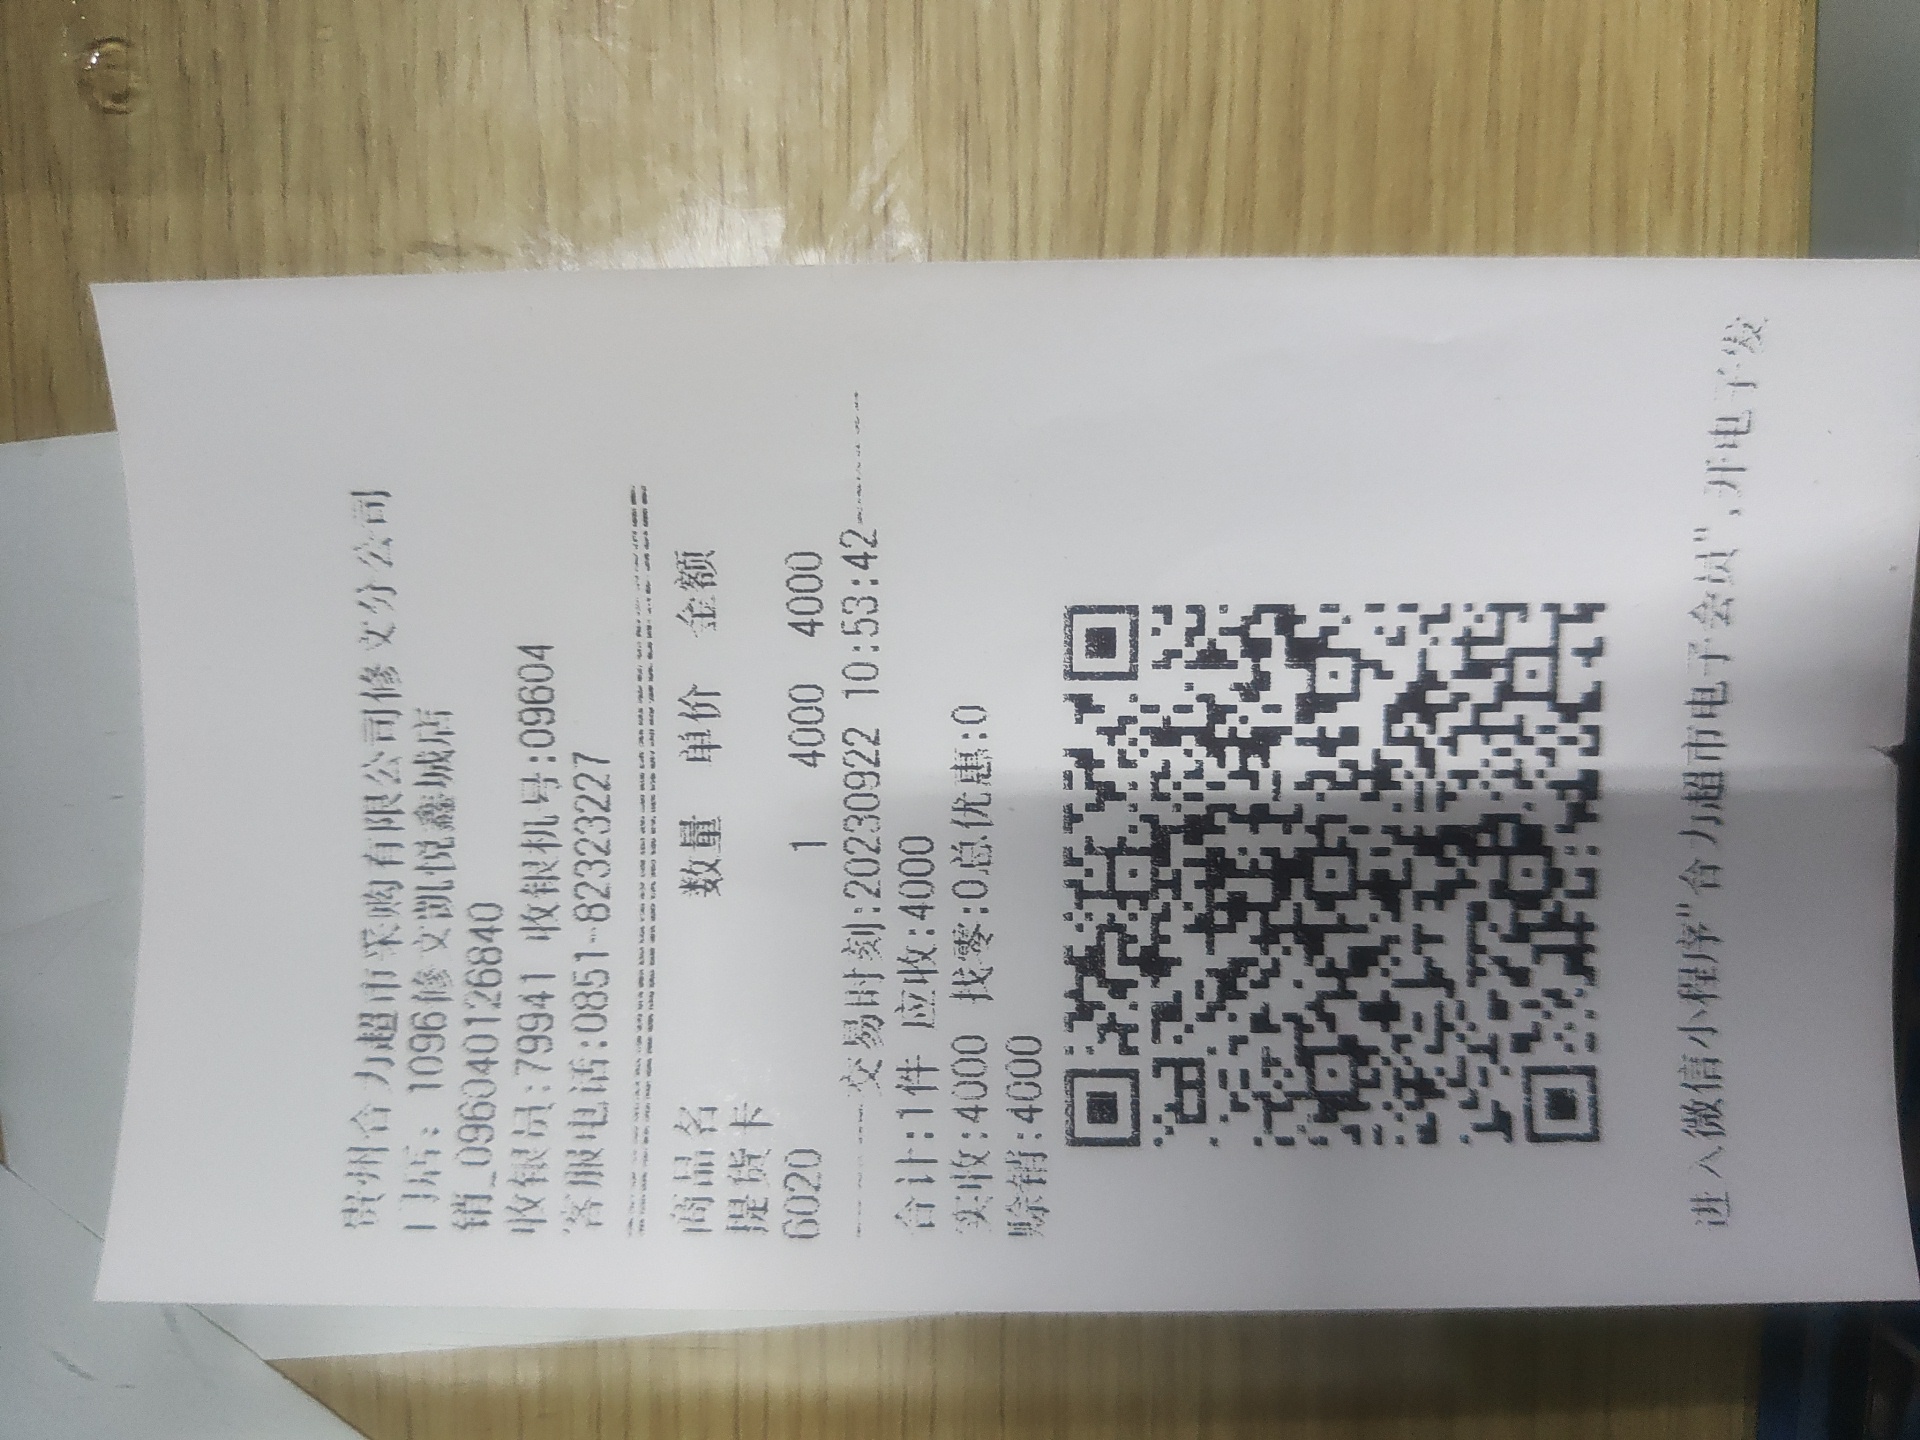 贵州合力超市采购有限公司修文分公司
门店: 1096修文凯悦鑫城店
销_0960401268​40
收银员:79941 收银机号:09604
客服电话:0851-82323227
商品名 数量 单价 金额
提货卡
6020 1 4000 4000
交易时刻:20230922 10:53:42
合计:1件 应收:4000
实收:4000 找零:0总优惠:0
赊销:4000
进入微信小程序"合力超市电子会员",开电子发